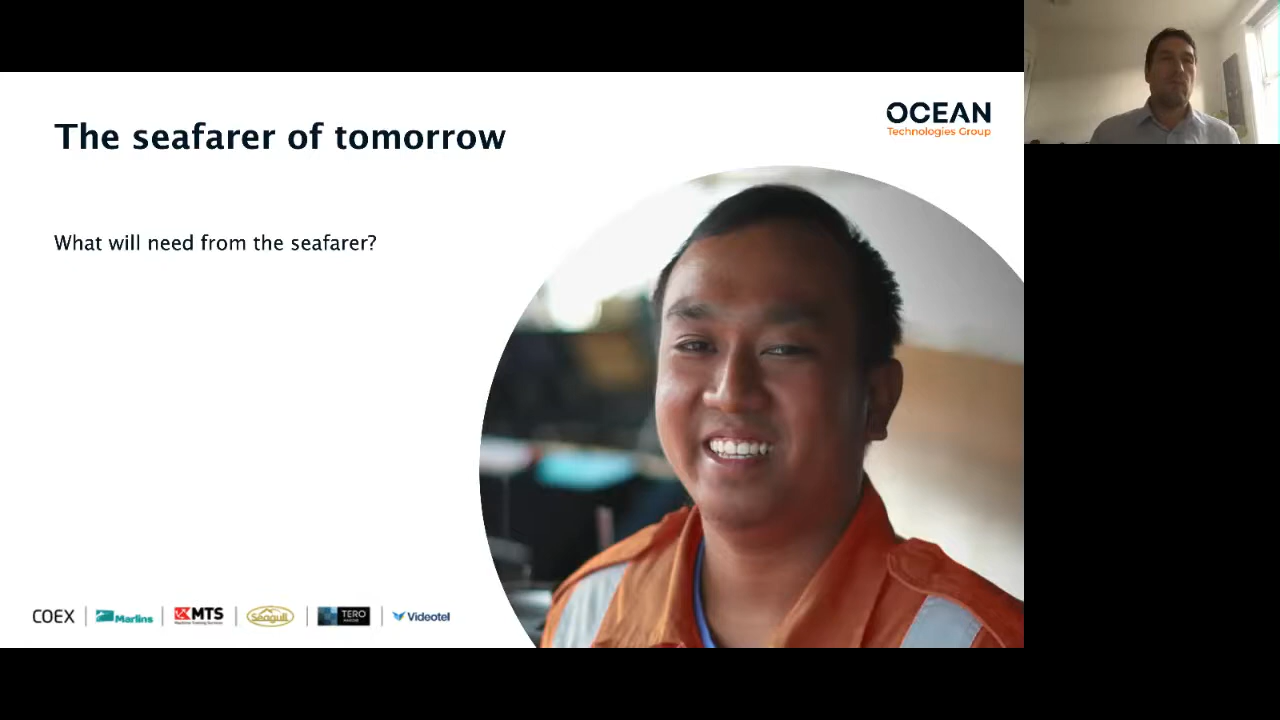 The seafarer of tomorrow
OCEAN
Technologies Group
What will need from the seafarer?
COEX
Marlins
MTS
Seagull
TERO
Videotel